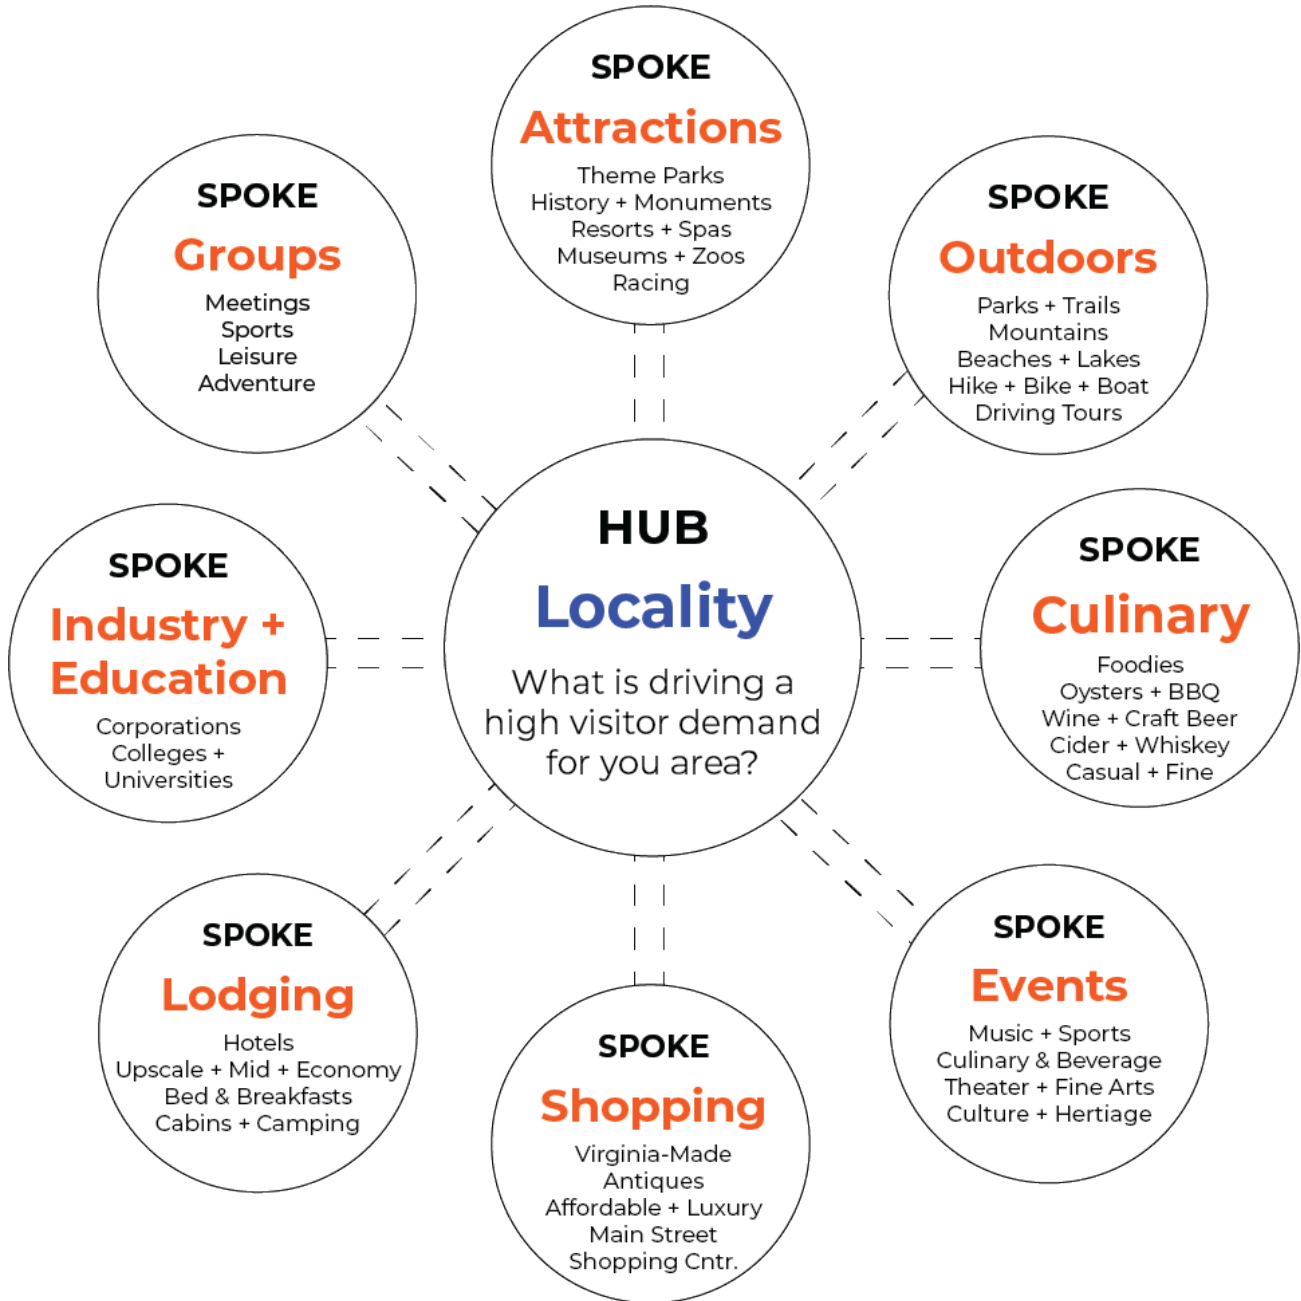 SPOKE
Attractions
Theme Parks
History + Monuments
Resorts + Spas
Museums + Zoos
Racing
SPOKE
Groups
Meetings
Sports
Leisure
Adventure
SPOKE
Outdoors
Parks + Trails
Mountains
Beaches + Lakes
Hike + Bike + Boat
Driving Tours
SPOKE
Industry +
Education
Corporations
Colleges +
Universities
HUB
Locality
What is driving a
high visitor demand
for you area?
SPOKE
Culinary
Foodies
Oysters + BBQ
Wine + Craft Beer
Cider + Whiskey
Casual + Fine
SPOKE
Lodging
Hotels
Upscale + Mid + Economy
Bed & Breakfasts
Cabins + Camping
SPOKE
Shopping
Virginia-Made
Antiques
Affordable + Luxury
Main Street
Shopping Cntr.
SPOKE
Events
Music + Sports
Culinary & Beverage
Theater + Fine Arts
Culture + Hertiage